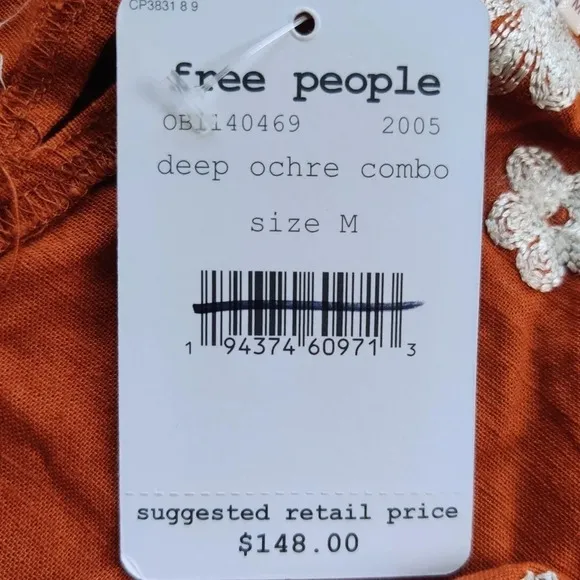 CP3831 8 9
free people
OB1140469 2005
deep ochre combo
size M
1 94374 60971 3
suggested retail price
$148.00